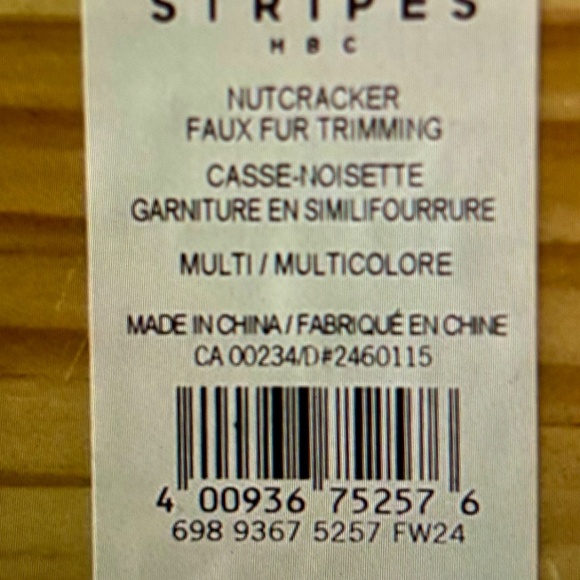 STRIPES
HBC
NUTCRACKER
FAUX FUR TRIMMING
CASSE-NOISETTE
GARNITURE EN SIMILIFOURRURE
MULTI / MULTICOLORE
MADE IN CHINA / FABRIQUÉ EN CHINE
CA 00234/D#2460115
4 00936 75257 6
698 9367 5257 FW24